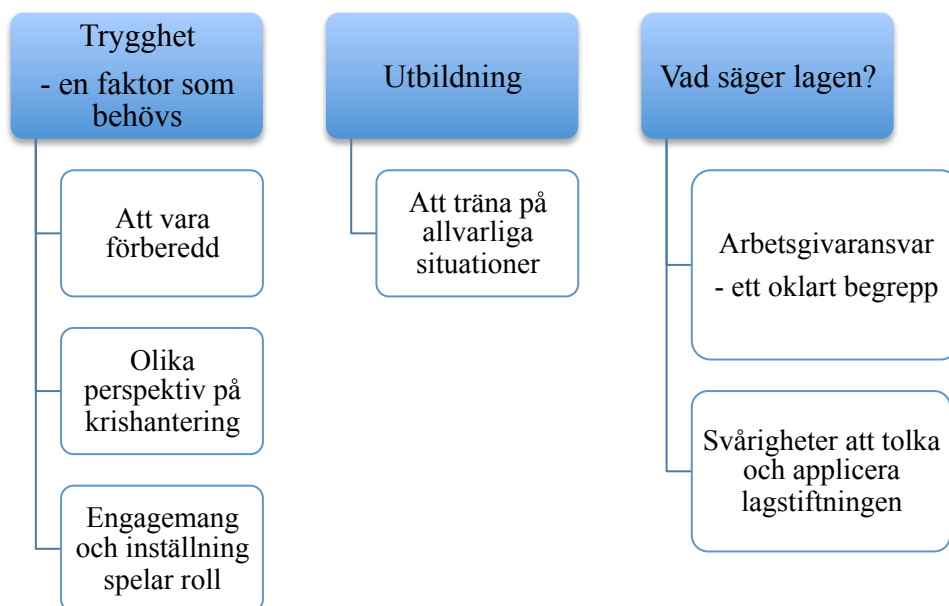 Trygghet
- en faktor som
behövs
Att vara
förberedd
Olika
perspektiv på
krishantering
Engagemang
och inställning
spelar roll
Utbildning
Att träna på
allvarliga
situationer
Vad säger lagen?
Arbetsgivaransvar
- ett oklart begrepp
Svårigheter att tolka
och applicera
lagstiftningen